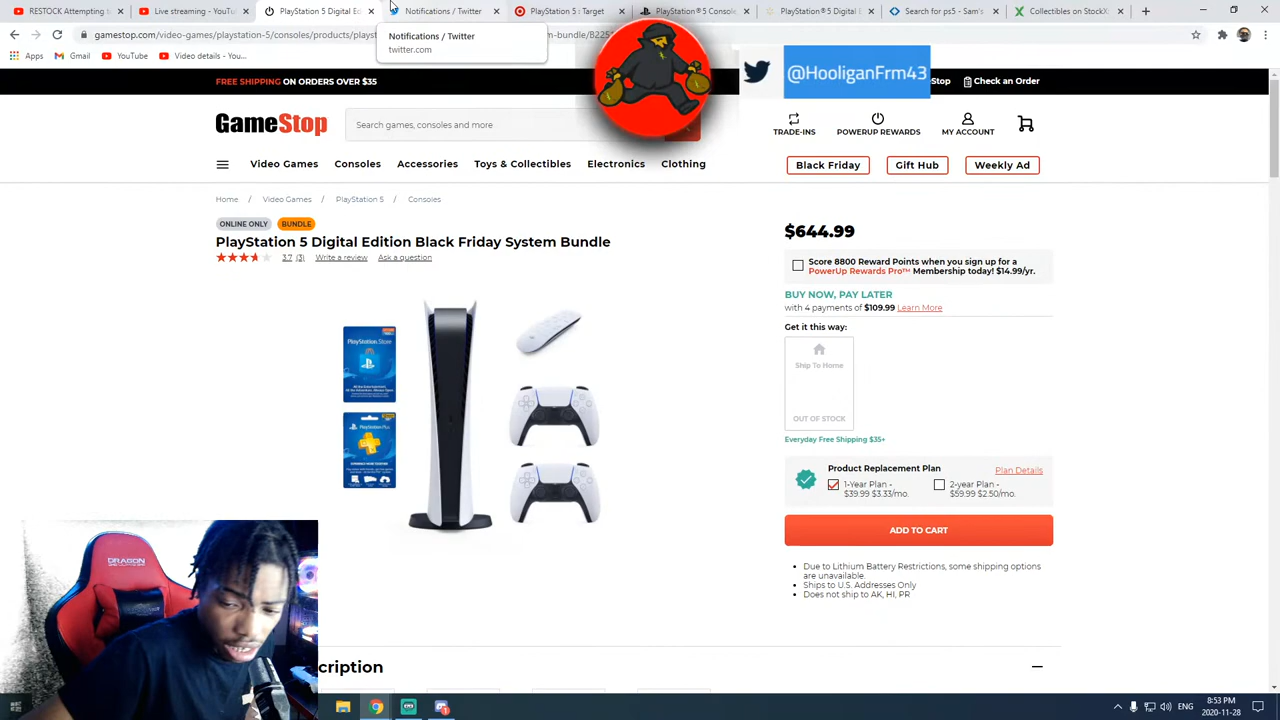 RESTOCK Attempting to
Live streaming - YouTube
PlayStation 5 Digital Ed
Notifications / Twitter
PlayStation 5 : Target
PlayStation® 5 Console
PlayStation®5 Digital E
Search for ps5 - Smyths
Collectibles on StockX:
gamestop.com/video-games/playstation-5/consoles/products/playst
Notifications / Twitter
twitter.com
Apps
Gmail
YouTube
Live streaming - You...
@HooliganFrm43
FREE SHIPPING ON ORDERS OVER $35
Stop
Check an Order
GameStop
Search games, consoles and more
TRADE-INS
POWERUP REWARDS
MY ACCOUNT
Video Games
Consoles
Accessories
Toys & Collectibles
Electronics
Clothing
Black Friday
Gift Hub
Weekly Ad
Home / Video Games / PlayStation 5 / Consoles
ONLINE ONLY
BUNDLE
PlayStation 5 Digital Edition Black Friday System Bundle
3.7 (3) Write a review Ask a question
$644.99
Score 8800 Reward Points when you sign up for a
PowerUp Rewards Pro™ Membership today! $14.99/yr.
BUY NOW, PAY LATER
with 4 payments of $109.99 Learn More
Get it this way:
Ship To Home
OUT OF STOCK
Everyday Free Shipping $35+
PlayStation Store
Product Replacement Plan
Plan Details
1-Year Plan -
$39.99 $3.33/mo.
2-year Plan -
$59.99 $2.50/mo.
ADD TO CART
Due to Lithium Battery Restrictions, some shipping options
are unavailable.
Ships to U.S. Addresses Only
Does not ship to AK, HI, PR
DRAGON
cription
ENG
8:53 PM
2020-11-28